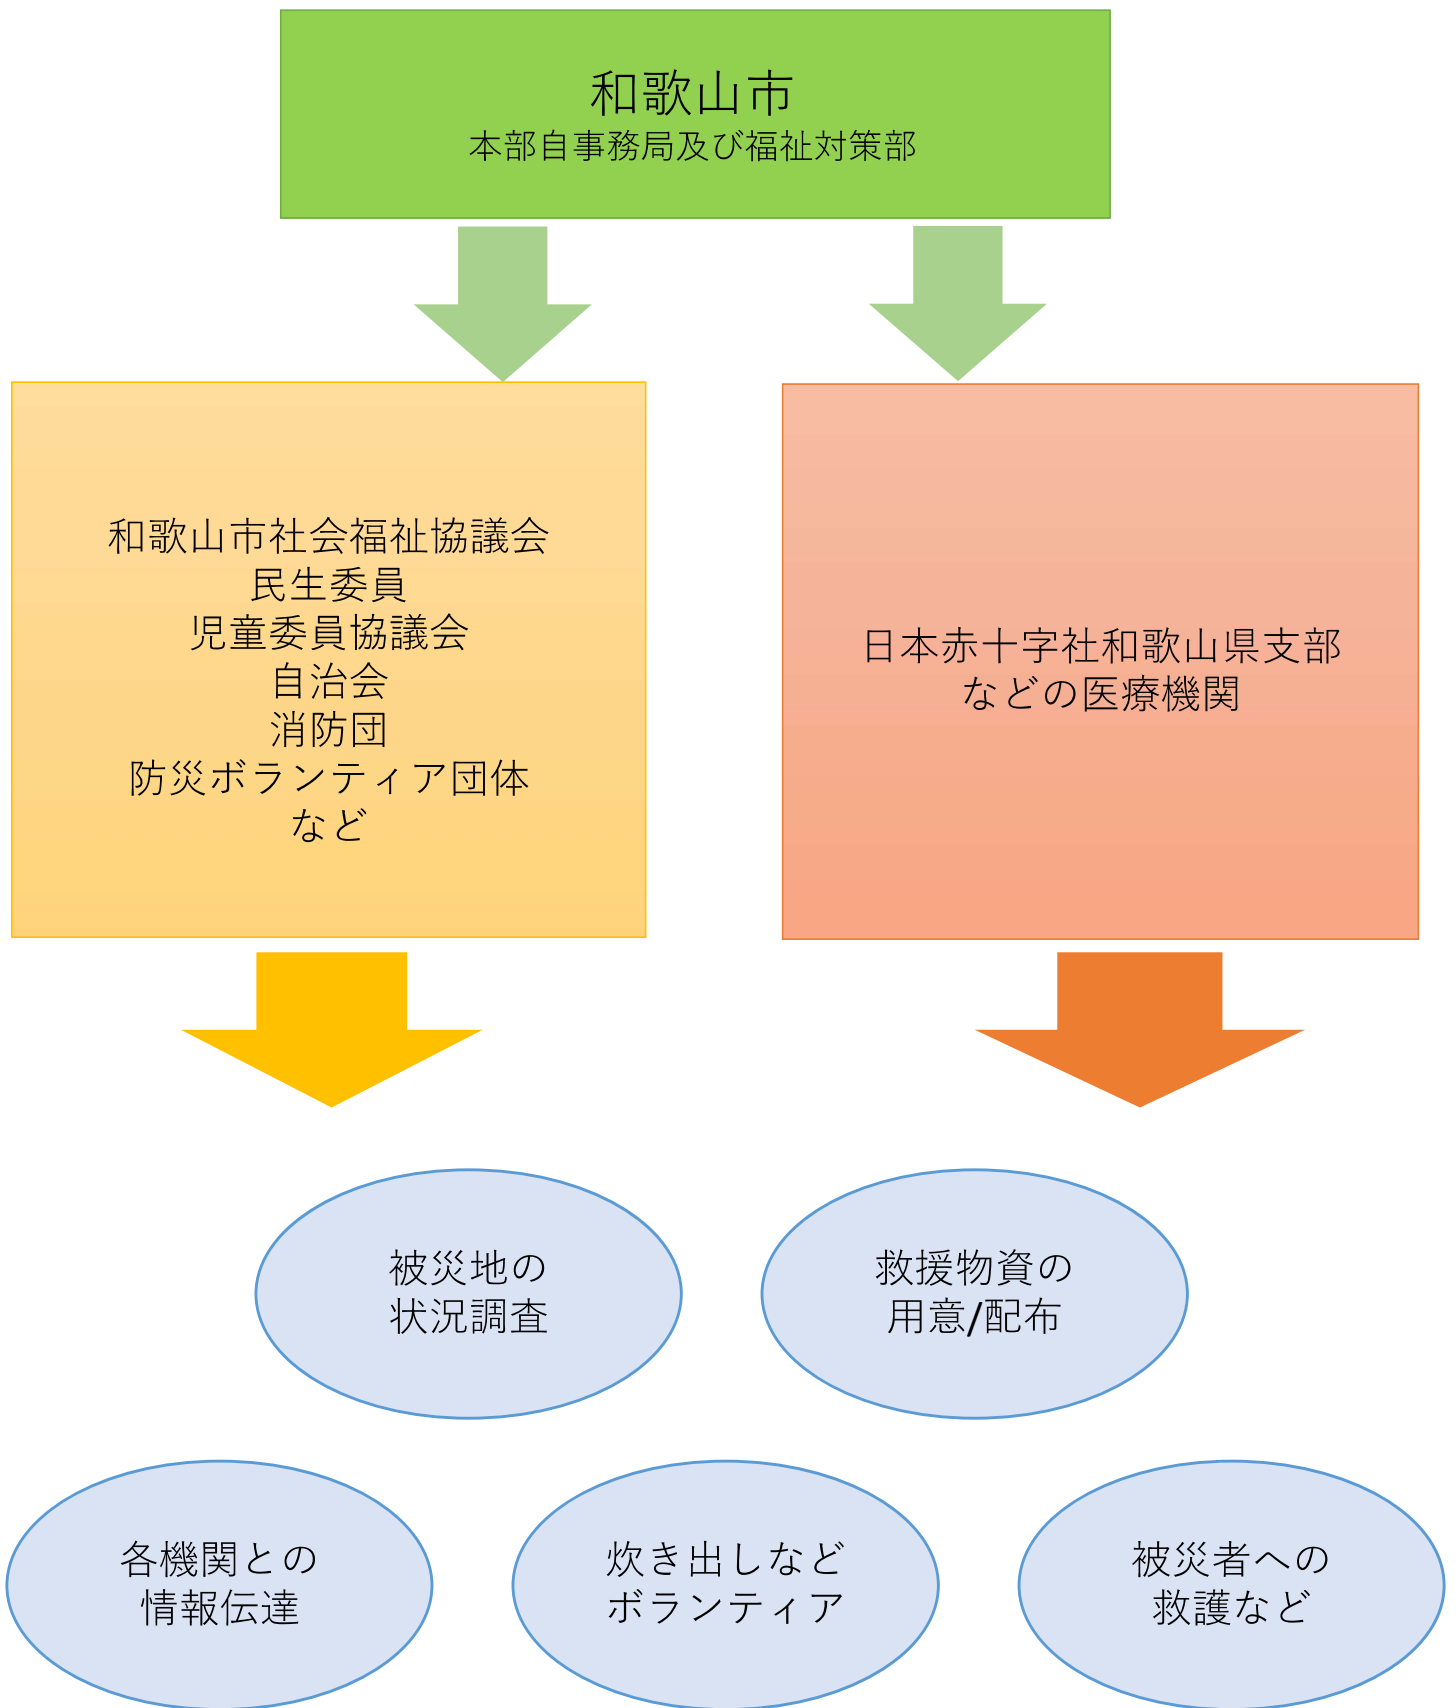 和歌山市
本部自事務局及び福祉対策部
和歌山市社会福祉協議会
民生委員
児童委員協議会
自治会
消防団
防災ボランティア団体
など
日本赤十字社和歌山県支部
などの医療機関
被災地の
状況調査
救援物資の
用意/配布
各機関との
情報伝達
炊き出しなど
ボランティア
被災者への
救護など